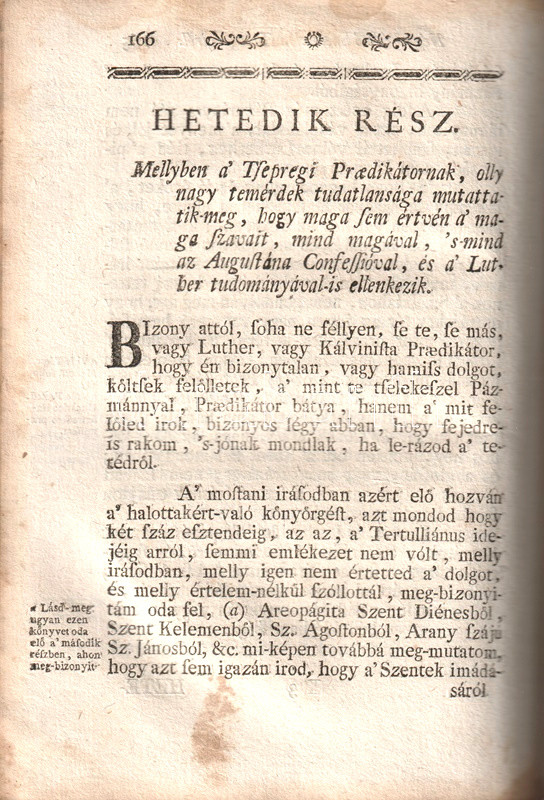 166
HETEDIK RÉSZ.
Mellyben a' Tſepregi Prædikátornak, olly
nagy temérdek tudatlanſága mutatta-
tik-meg, hogy maga ſem értvén a' ma-
ga ſzavait, mind magával, 's-mind
az Auguſtána Confeſſióval, és a' Lut-
her tudományával-is ellenkezik.
BIzony attól, ſoha ne féllyen, ſe te, ſe más,
vagy Luther, vagy Kálviniſta Prædikátor,
hogy én bizonytalan, vagy hamiſs dolgot,
költſek felőlletek, a' mint te tſelekeſzel Páz-
mánnyal, Prædikátor bátya, hanem a' mit fe-
lőled irok, bizonyos légy abban, hogy fejedre-
is rakom, 's-jónak mondlak, ha le-rázod a' te-
tédről.
A' moſtani iráſodban azért elő hozván
a' halottakért-való könyörgéſt, azt mondod hogy
két ſzáz eſztendeig, az az, a' Tertulliánus ide-
jéig arról, ſemmi emlékezet nem vólt, melly
iráſodban, melly igen nem értetted a' dolgot,
és melly értelem-nélkül ſzóllottál, meg-bizonyi-
tám oda fel, (a) Areopágita Szent Diénesből,
Szent Kelemenből, Sz. Agoſtonból, Arany ſzáju
Sz. Jánosból, &c. mi-képen továbbá meg-mutatom,
hogy azt ſem igazán irod, hogy a' Szentek imádá-
sáról
a Láſd-meg
ugyan ezen
könyvet oda
elő a' máſodik
réſzben, ahon
meg-bizonyit-